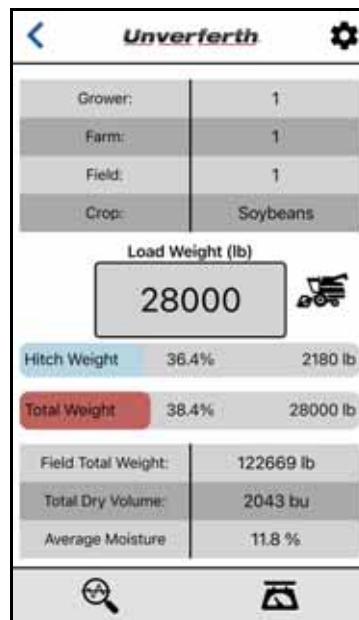 Unverferth
Grower: 1
Farm: 1
Field: 1
Crop: Soybeans
Load Weight (lb)
28000
Hitch Weight 36.4% 2180 lb
Total Weight 38.4% 28000 lb
Field Total Weight: 122669 lb
Total Dry Volume: 2043 bu
Average Moisture 11.8 %